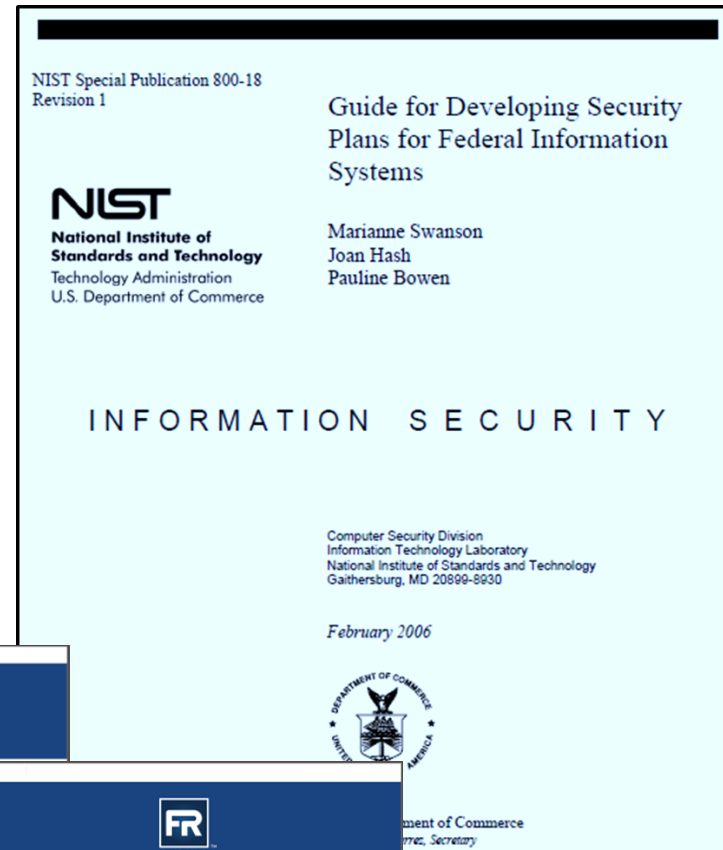 NIST Special Publication 800-18
Revision 1
Guide for Developing Security
Plans for Federal Information
Systems
NIST
National Institute of
Standards and Technology
Technology Administration
U.S. Department of Commerce
Marianne Swanson
Joan Hash
Pauline Bowen
INFORMATION SECURITY
Computer Security Division
Information Technology Laboratory
National Institute of Standards and Technology
Gaithersburg, MD 20899-8930
February 2006
DEPARTMENT OF COMMERCE
UNITED AMERICA
FR
ment of Commerce
Secretary